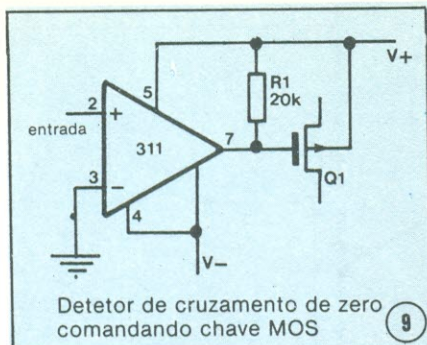 V+
5
R1
20k
2
+
entrada
7
311
3
−
4
Q1
V−
Detetor de cruzamento de zero
comandando chave MOS
9